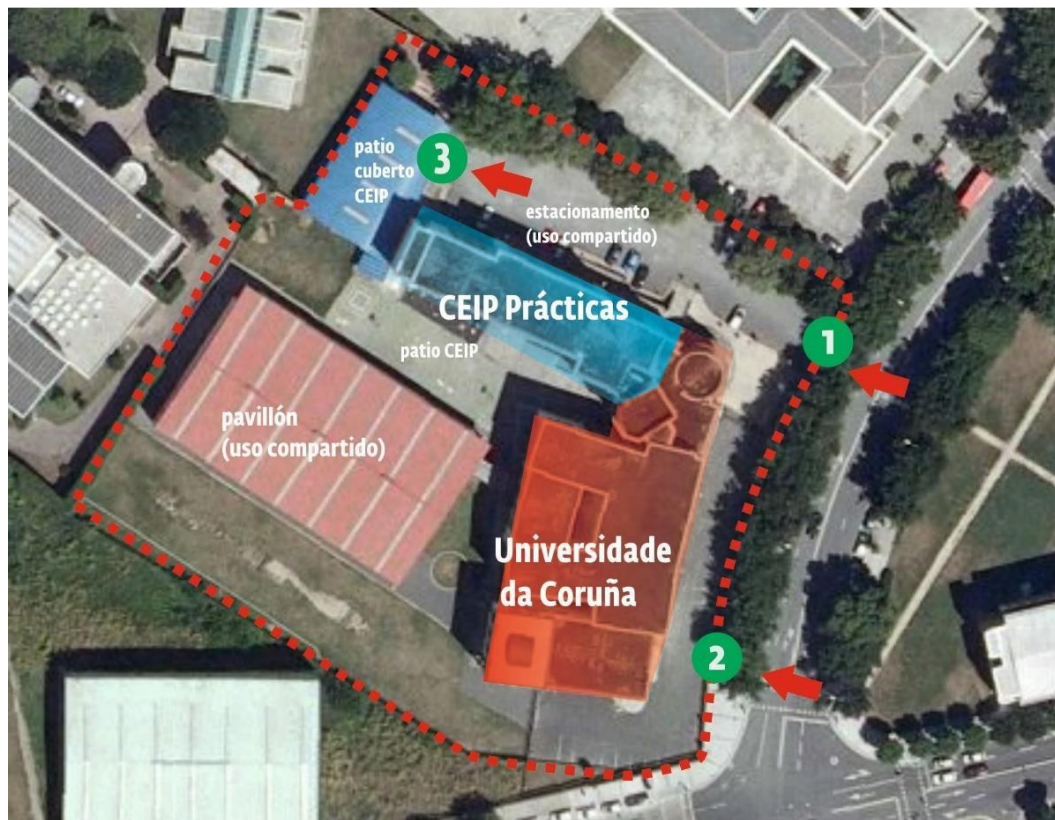 patio
cuberto
CEIP
3
estacionamento
(uso compartido)
CEIP Prácticas
1
patio CEIP
pavillón
(uso compartido)
Universidade
da Coruña
2